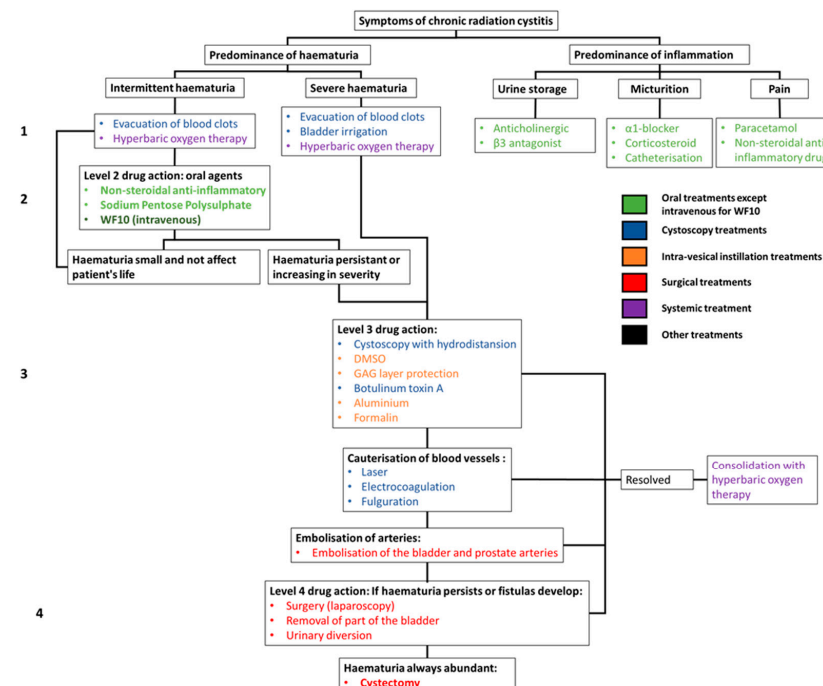 Symptoms of chronic radiation cystitis
Predominance of haematuria
Predominance of inflammation
Intermittent haematuria
Severe haematuria
Urine storage
Micturition
Pain
1
• Evacuation of blood clots
• Hyperbaric oxygen therapy
• Evacuation of blood clots
• Bladder irrigation
• Hyperbaric oxygen therapy
• Anticholinergic
• β3 antagonist
• α1-blocker
• Corticosteroid
• Catheterisation
• Paracetamol
• Non-steroidal anti-
inflammatory drug
2
Level 2 drug action: oral agents
• Non-steroidal anti-inflammatory
• Sodium Pentose Polysulphate
• WF10 (intravenous)
Haematuria small and not affect
patient's life
Haematuria persistant or
increasing in severity
Oral treatments except
intravenous for WF10
Cystoscopy treatments
Intra-vesical instillation treatments
Surgical treatments
Systemic treatment
Other treatments
3
Level 3 drug action:
• Cystoscopy with hydrodistansion
• DMSO
• GAG layer protection
• Botulinum toxin A
• Aluminium
• Formalin
Cauterisation of blood vessels :
• Laser
• Electrocoagulation
• Fulguration
Resolved
Consolidation with
hyperbaric oxygen
therapy
Embolisation of arteries:
• Embolisation of the bladder and prostate arteries
4
Level 4 drug action: If haematuria persists or fistulas develop:
• Surgery (laparoscopy)
• Removal of part of the bladder
• Urinary diversion
Haematuria always abundant:
• Cystectomy